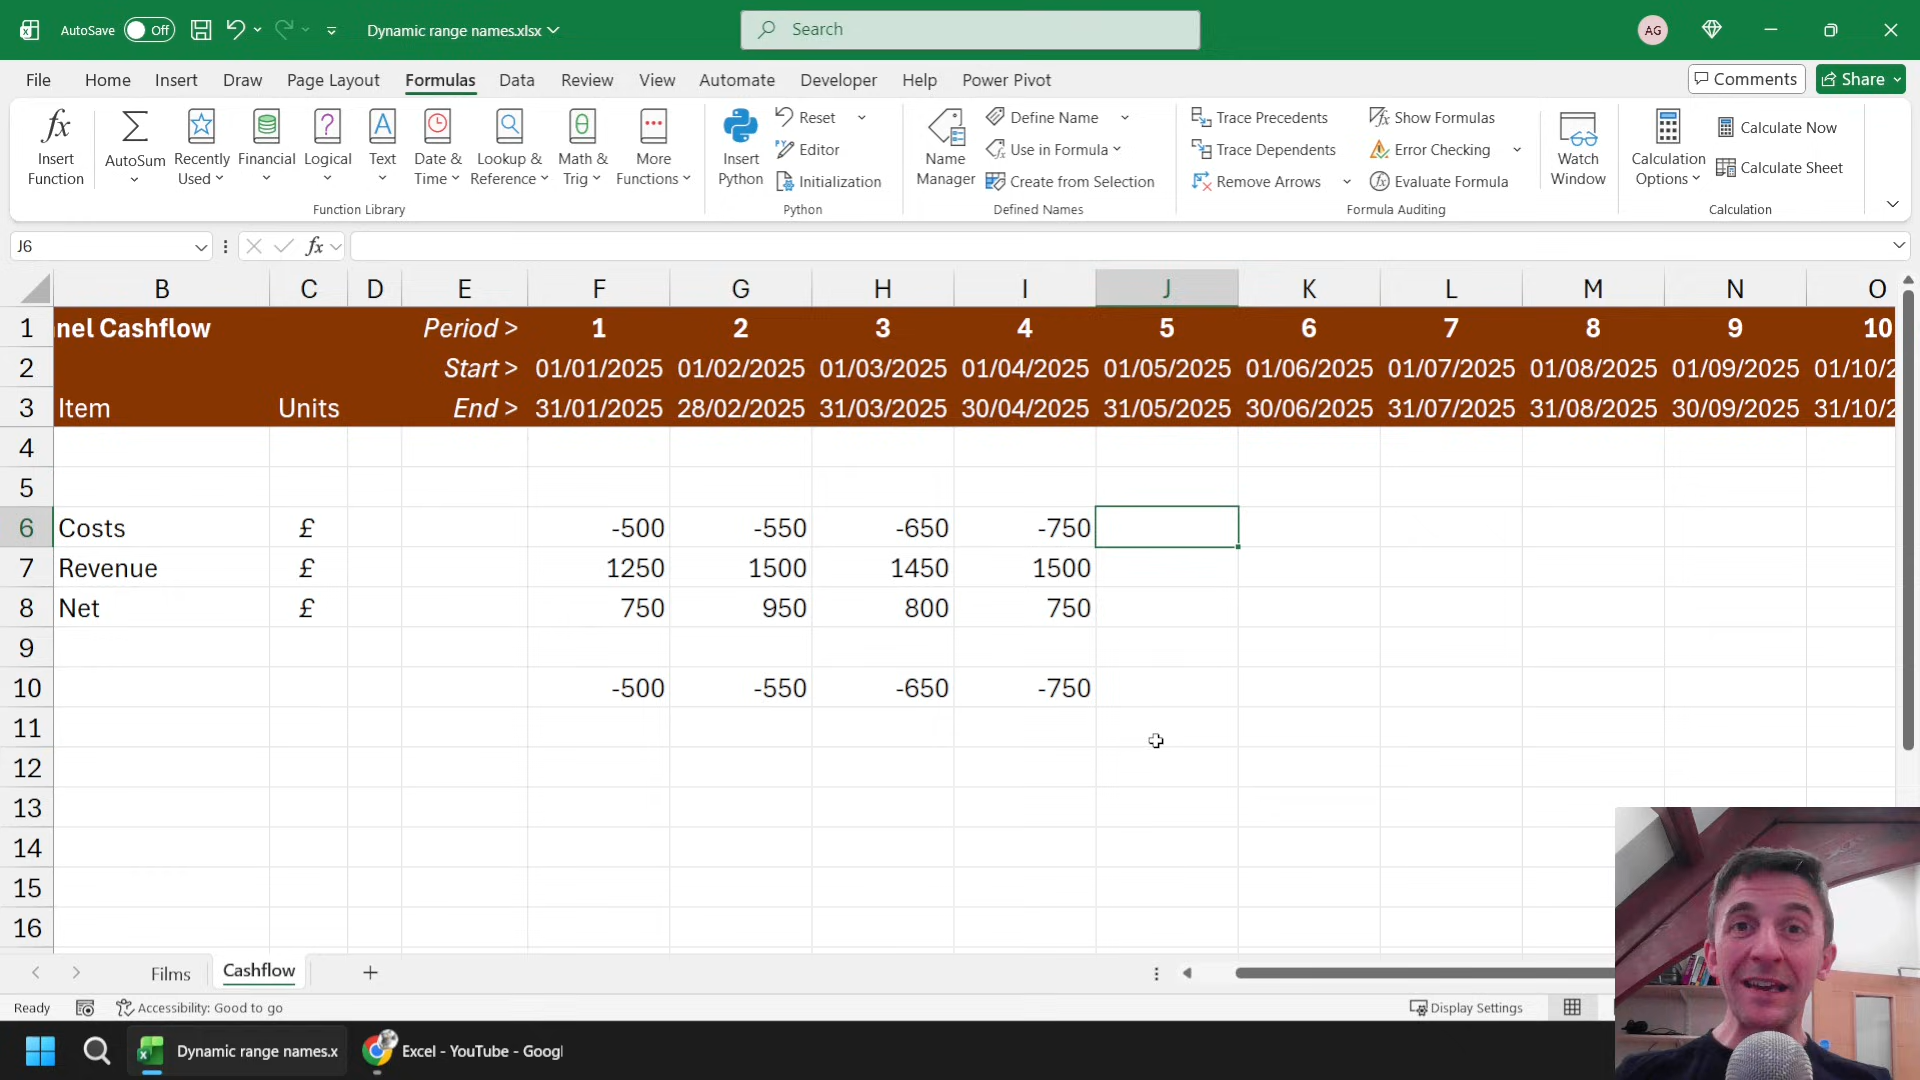 AutoSave Off Dynamic range names.xlsx Search AG
File Home Insert Draw Page Layout Formulas Data Review View Automate Developer Help Power Pivot Comments Share
Insert Function AutoSum Recently Used Financial Logical Text Date & Time Lookup & Reference Math & Trig More Functions
Function Library
Insert Python Reset
Editor
Initialization
Python
Name Manager Define Name
Use in Formula
Create from Selection
Defined Names
Trace Precedents Show Formulas
Trace Dependents Error Checking
Remove Arrows Evaluate Formula
Formula Auditing
Watch Window
Calculation Options Calculate Now
Calculate Sheet
Calculation
J6 fx
B C D E F G H I J K L M N O
1 nel Cashflow Period > 1 2 3 4 5 6 7 8 9 10
2 Start > 01/01/2025 01/02/2025 01/03/2025 01/04/2025 01/05/2025 01/06/2025 01/07/2025 01/08/2025 01/09/2025 01/10/2
3 Item Units End > 31/01/2025 28/02/2025 31/03/2025 30/04/2025 31/05/2025 30/06/2025 31/07/2025 31/08/2025 30/09/2025 31/10/2
4
5
6 Costs £ -500 -550 -650 -750
7 Revenue £ 1250 1500 1450 1500
8 Net £ 750 950 800 750
9
10 -500 -550 -650 -750
11
12
13
14
15
16
Films Cashflow
Ready Accessibility: Good to go Display Settings
Dynamic range names.x Excel - YouTube - Googl